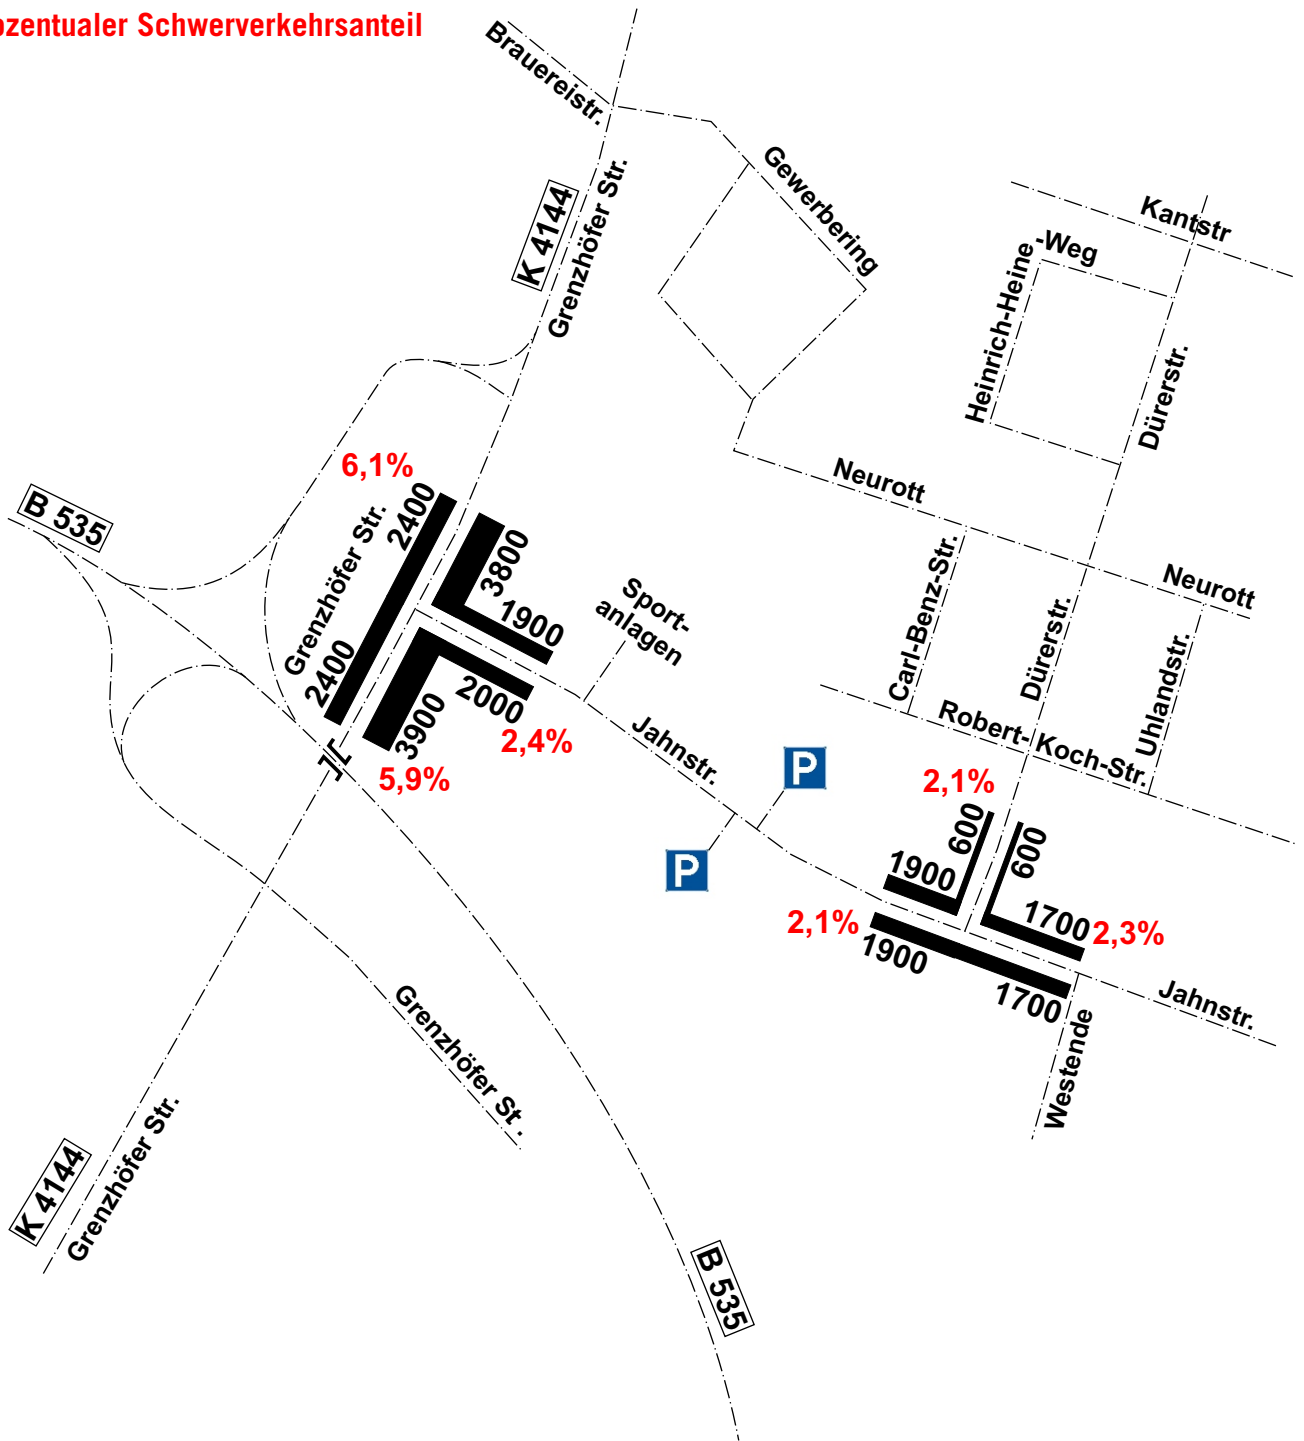 zentualer Schwerverkehrsanteil
Brauereistr.
K 4144
Grenzhöfer Str.
Gewerbering
Kantstr
Heinrich-Heine-Weg
Dürerstr.
6,1%
B 535
Grenzhöfer Str.
2400
2400
3800
1900
Sport-
anlagen
Neurott
Neurott
Carl-Benz-Str.
Dürerstr.
Uhlandstr.
2000
3900
2,4%
5,9%
Jahnstr.
P
P
Robert-Koch-Str.
2,1%
600
600
1900
1700
2,3%
2,1%
1900
1700
Jahnstr.
Westende
Grenzhöfer St .
K 4144
Grenzhöfer Str.
B 535